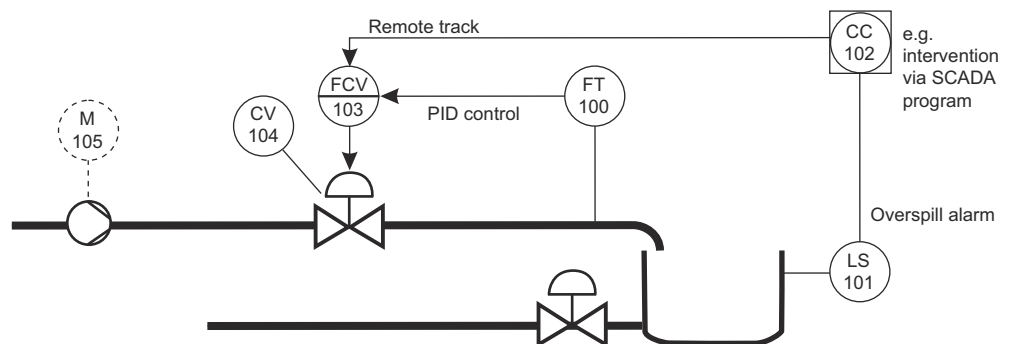 Remote track
CC
102
e.g.
intervention
via SCADA
program
FCV
103
FT
100
PID control
M
105
CV
104
Overspill alarm
LS
101